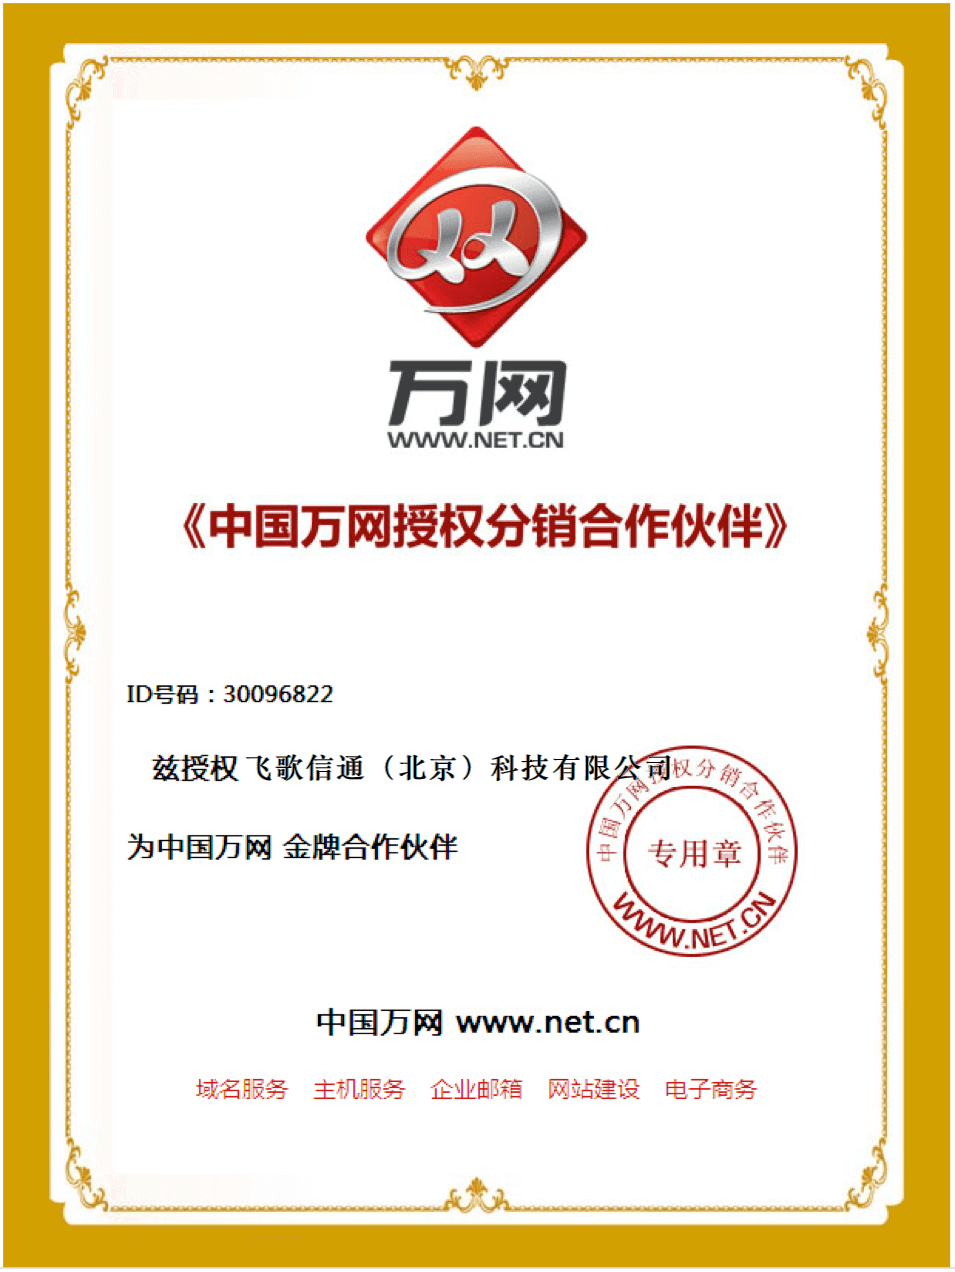 万网
WWW.NET.CN
《中国万网授权分销合作伙伴》
ID号码：30096822
兹授权 飞歌信通（北京）科技有限公司
为中国万网 金牌合作伙伴
中国万网授权分销合作伙伴
专用章
WWW.NET.CN
中国万网 www.net.cn
域名服务 主机服务 企业邮箱 网站建设 电子商务